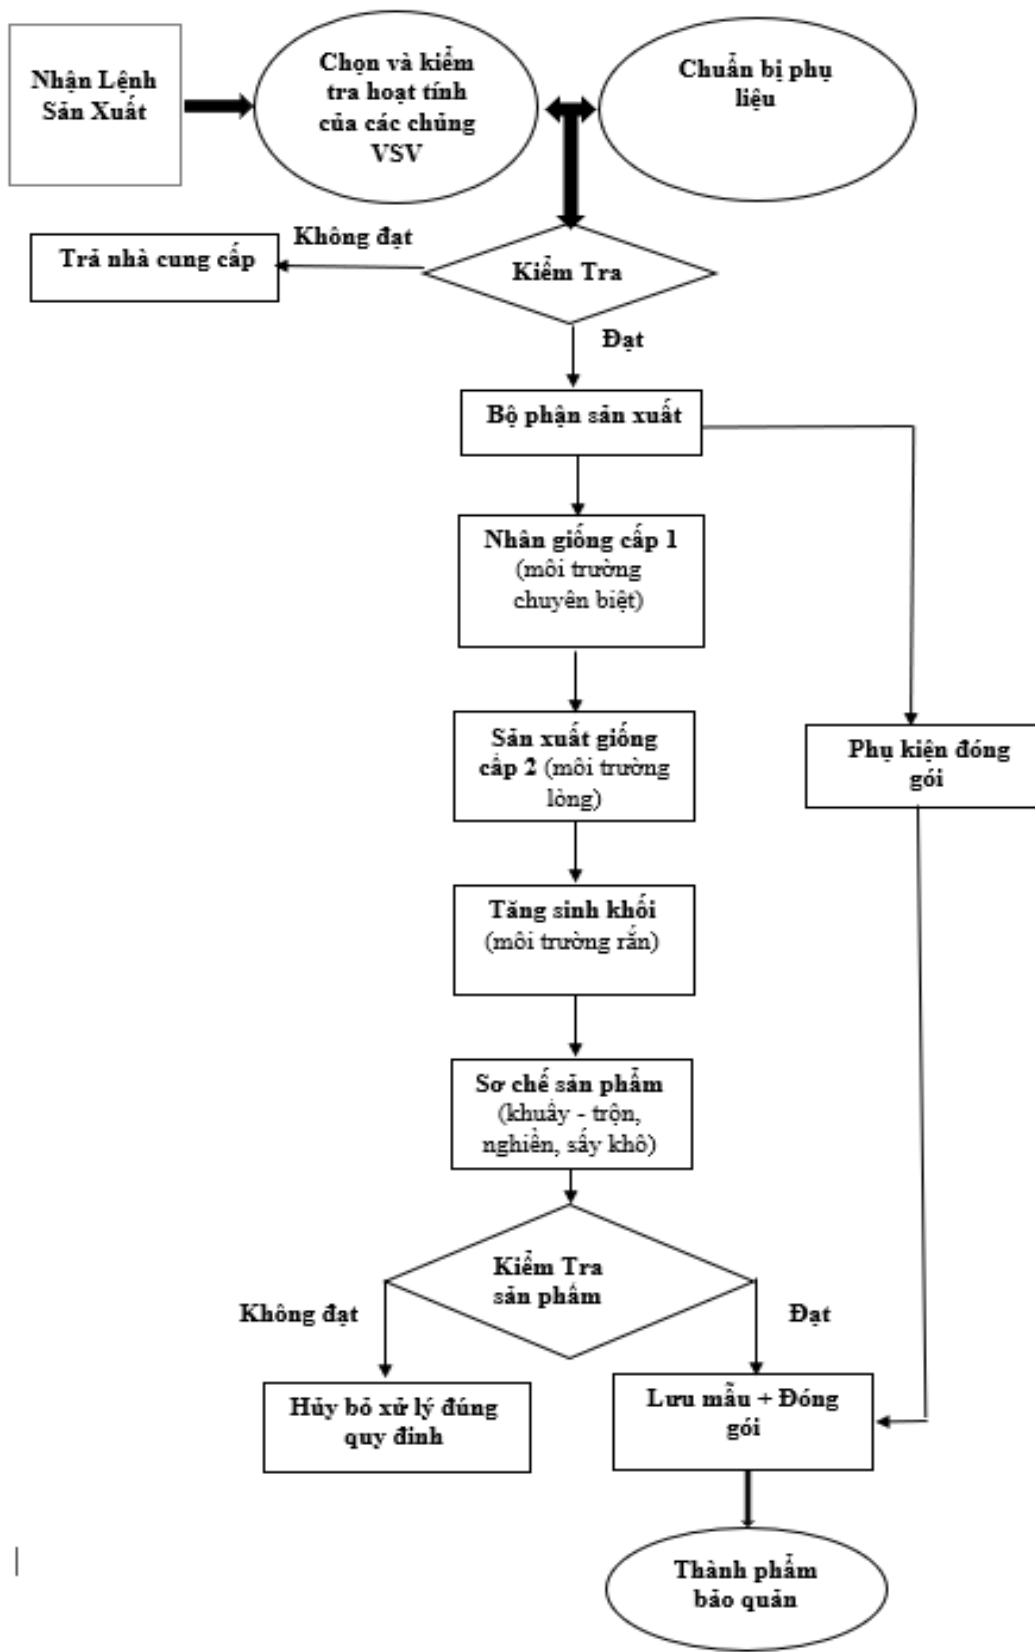 Nhận Lệnh
Sản Xuất
Chọn và kiểm
tra hoạt tính
của các chủng
VSV
Chuẩn bị phụ
liệu
Không đạt
Trả nhà cung cấp
Kiểm Tra
Đạt
Bộ phận sản xuất
Nhân giống cấp 1
(môi trường
chuyên biệt)
Sản xuất giống
cấp 2 (môi trường
lỏng)
Phụ kiện đóng
gói
Tăng sinh khối
(môi trường rắn)
Sơ chế sản phẩm
(khuấy - trộn,
nghiền, sấy khô)
Kiểm Tra
sản phẩm
Không đạt
Đạt
Hủy bỏ xử lý đúng
quy đinh
Lưu mẫu + Đóng
gói
Thành phẩm
bảo quản